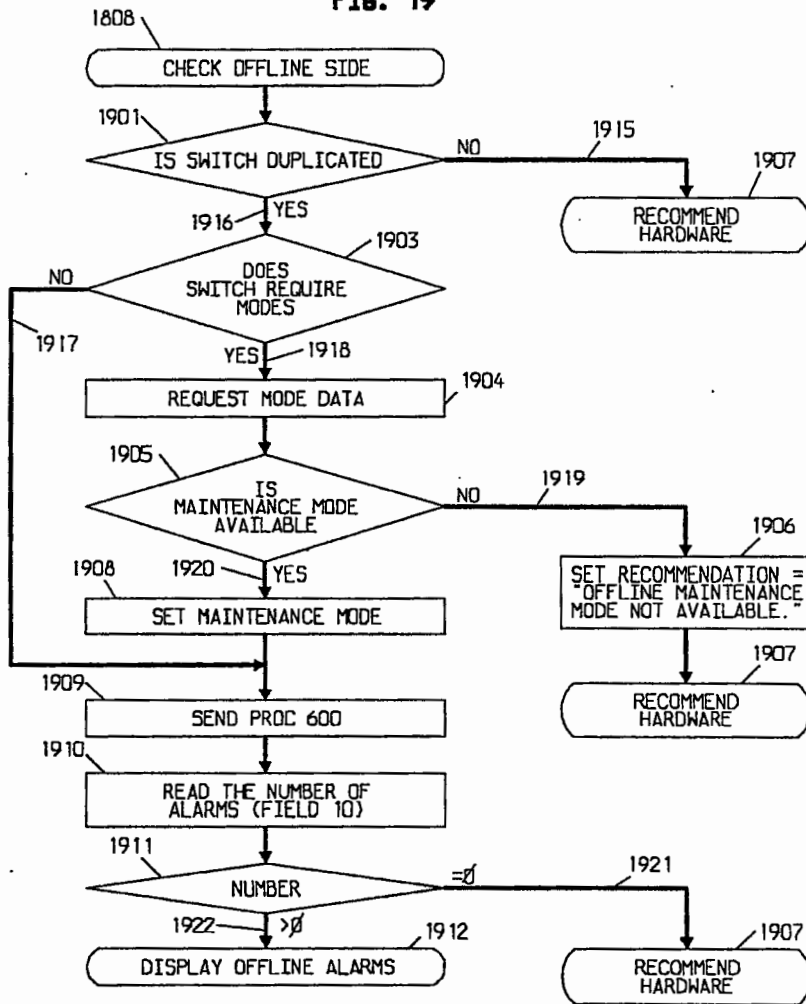 FIG. 19
1808
CHECK OFFLINE SIDE
1901
IS SWITCH DUPLICATED
NO
1915
1907
RECOMMEND
HARDWARE
1916
YES
1903
DOES
SWITCH REQUIRE
MODES
NO
1917
YES
1918
REQUEST MODE DATA
1904
1905
IS
MAINTENANCE MODE
AVAILABLE
NO
1919
1906
SET RECOMMENDATION =
"OFFLINE MAINTENANCE
MODE NOT AVAILABLE."
1920
YES
1908
SET MAINTENANCE MODE
1907
RECOMMEND
HARDWARE
1909
SEND PROC 600
1910
READ THE NUMBER OF
ALARMS (FIELD 10)
1911
NUMBER
=0
1921
1922
>0
1912
DISPLAY OFFLINE ALARMS
1907
RECOMMEND
HARDWARE